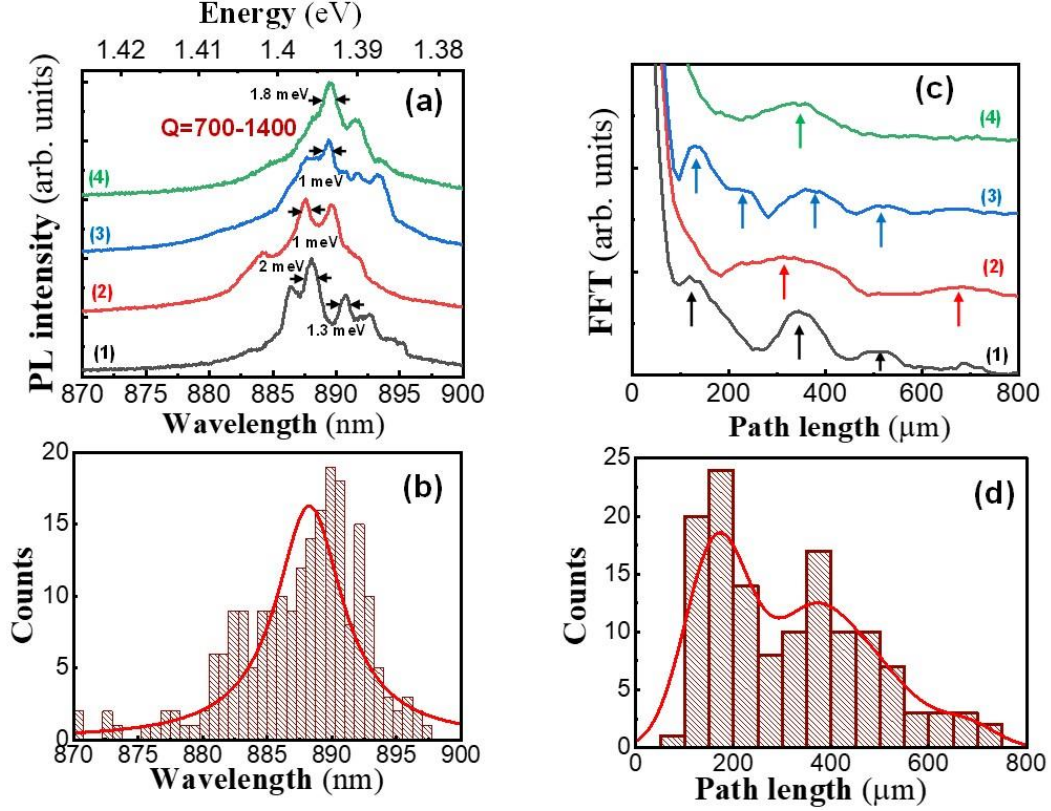 Energy (eV)
1.42 1.41 1.4 1.39 1.38
(a)
1.8 meV
Q=700-1400
(4)
1 meV
(3)
1 meV
(2)
2 meV
1.3 meV
(1)
PL intensity (arb. units)
870 875 880 885 890 895 900
Wavelength (nm)
(c)
(4)
(3)
(2)
(1)
FFT (arb. units)
0 200 400 600 800
Path length (μm)
20
15
10
5
0
(b)
Counts
870 875 880 885 890 895 900
Wavelength (nm)
25
20
15
10
5
0
(d)
Counts
0 200 400 600 800
Path length (μm)